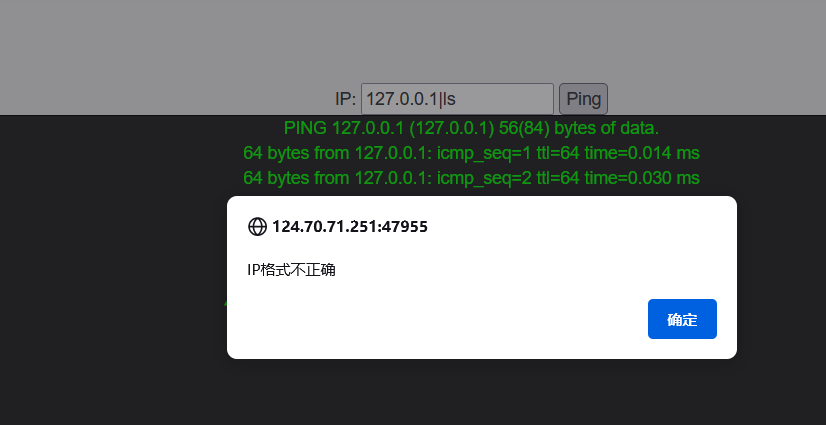 IP: 127.0.0.1|ls Ping
PING 127.0.0.1 (127.0.0.1) 56(84) bytes of data.
64 bytes from 127.0.0.1: icmp_seq=1 ttl=64 time=0.014 ms
64 bytes from 127.0.0.1: icmp_seq=2 ttl=64 time=0.030 ms
124.70.71.251:47955
IP格式不正确
确定